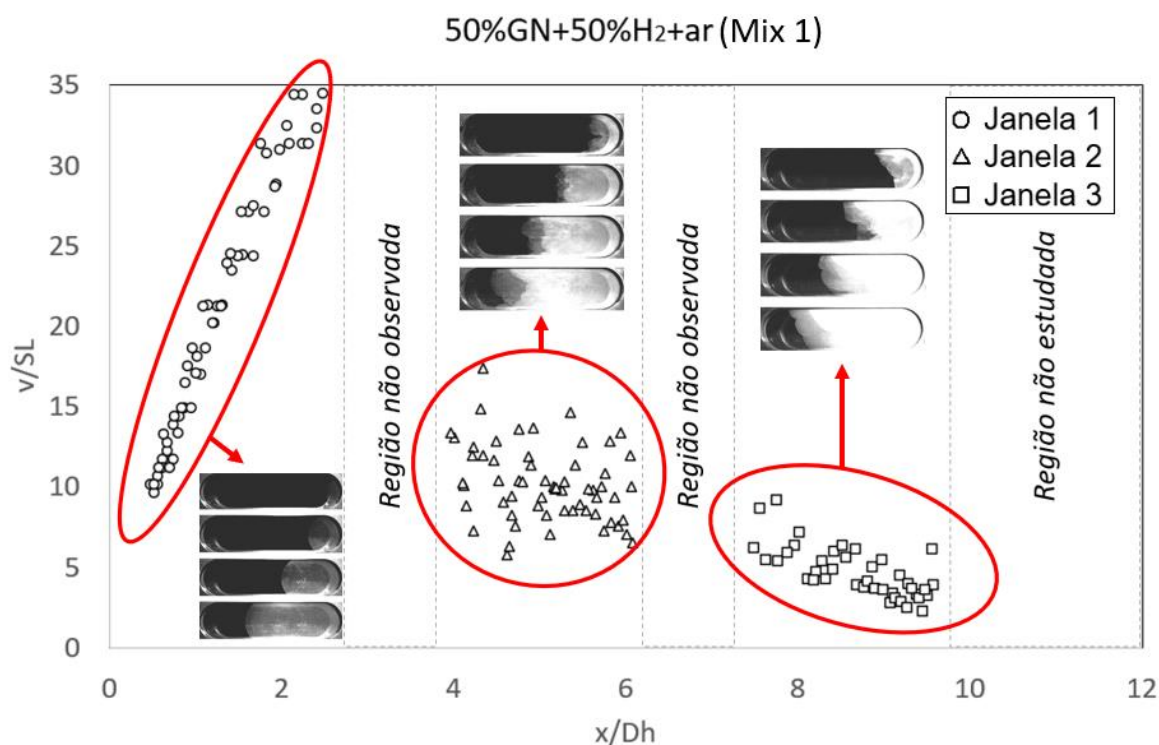 50%GN+50%H₂+ar (Mix 1)
35
30
25
20
15
10
5
0
v/SL
0 2 4 6 8 10 12
x/Dh
Região não observada
Região não observada
Região não estudada
Janela 1
Janela 2
Janela 3